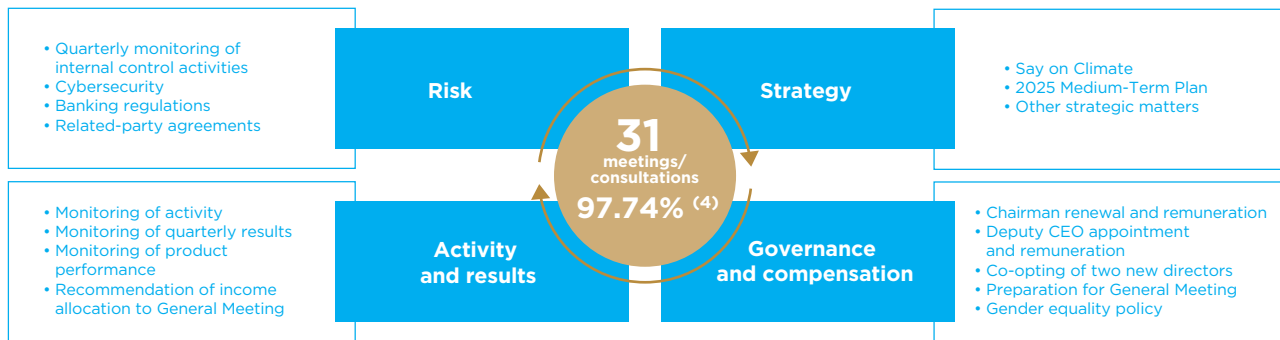 • Quarterly monitoring of
internal control activities
• Cybersecurity
• Banking regulations
• Related-party agreements
Risk
Strategy
• Say on Climate
• 2025 Medium-Term Plan
• Other strategic matters
31
meetings/
consultations
97.74% (4)
• Monitoring of activity
• Monitoring of quarterly results
• Monitoring of product
performance
• Recommendation of income
allocation to General Meeting
Activity
and results
Governance
and compensation
• Chairman renewal and remuneration
• Deputy CEO appointment
and remuneration
• Co-opting of two new directors
• Preparation for General Meeting
• Gender equality policy